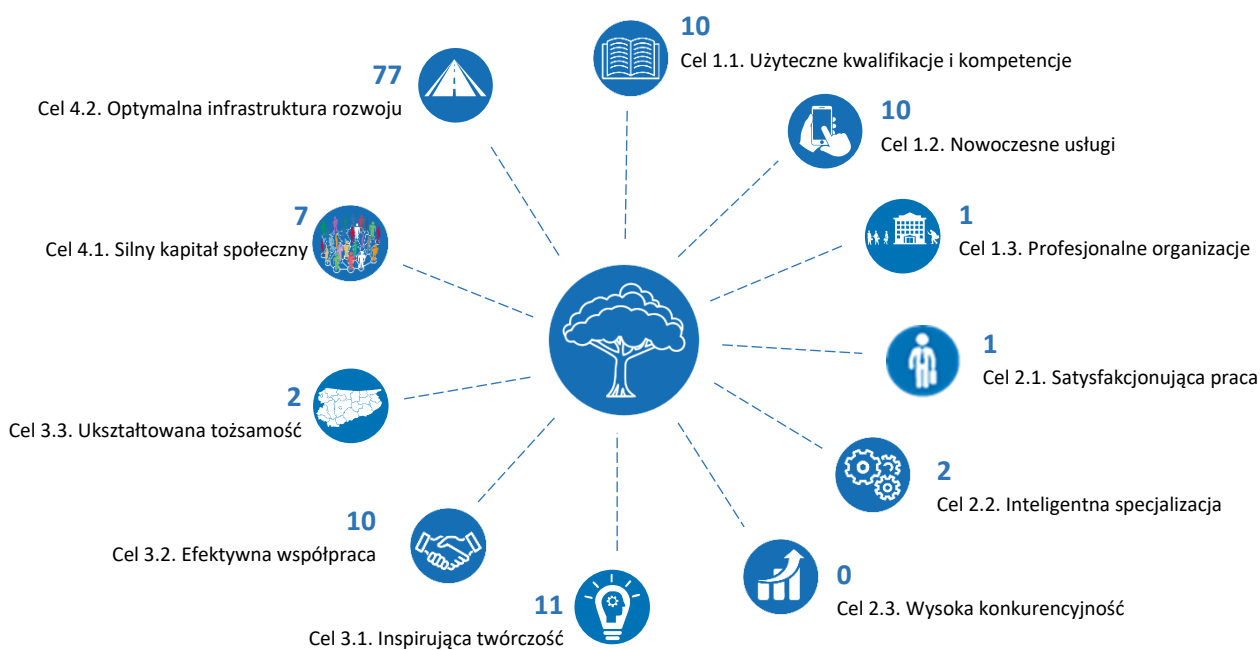 10
Cel 1.1. Użyteczne kwalifikacje i kompetencje
10
Cel 1.2. Nowoczesne usługi
1
Cel 1.3. Profesjonalne organizacje
1
Cel 2.1. Satysfakcjonująca praca
2
Cel 2.2. Inteligentna specjalizacja
0
Cel 2.3. Wysoka konkurencyjność
11
Cel 3.1. Inspirująca twórczość
10
Cel 3.2. Efektywna współpraca
2
Cel 3.3. Ukształtowana tożsamość
7
Cel 4.1. Silny kapitał społeczny
77
Cel 4.2. Optymalna infrastruktura rozwoju